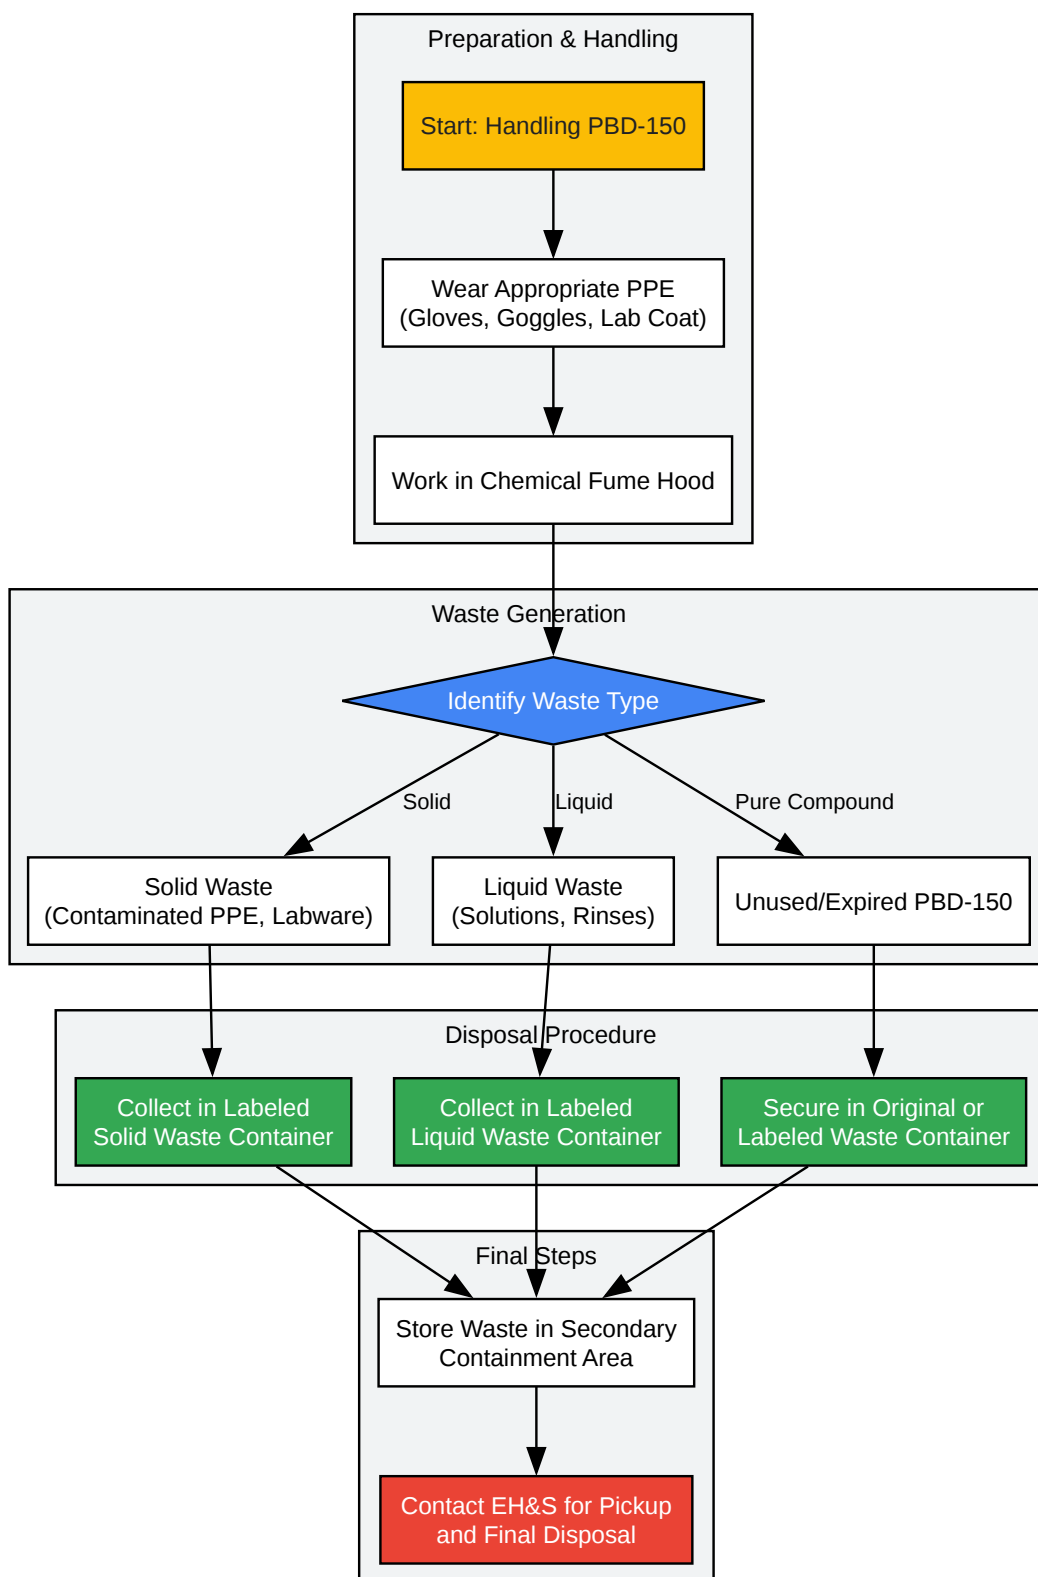 Preparation & Handling
Start: Handling PBD-150
Wear Appropriate PPE
(Gloves, Goggles, Lab Coat)
Work in Chemical Fume Hood
Waste Generation
Identify Waste Type
Solid
Liquid
Pure Compound
Solid Waste
(Contaminated PPE, Labware)
Liquid Waste
(Solutions, Rinses)
Unused/Expired PBD-150
Disposal Procedure
Collect in Labeled
Solid Waste Container
Collect in Labeled
Liquid Waste Container
Secure in Original or
Labeled Waste Container
Final Steps
Store Waste in Secondary
Containment Area
Contact EH&S for Pickup
and Final Disposal